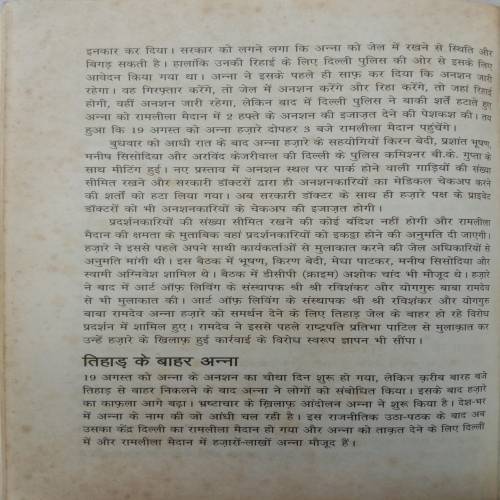 इनकार कर दिया। सरकार को लगने लगा कि अन्ना को जेल में रखने से स्थिति और
बिगड़ सकती है। हालांकि उनकी रिहाई के लिए दिल्ली पुलिस की ओर से इसके लिए
आवेदन किया गया था। अन्ना ने इसके पहले ही साफ़ कर दिया कि अनशन जारी
रहेगा। वह गिरफ़्तार करेंगे, तो जेल में अनशन करेंगे और रिहा करेंगे, तो जहां रिहाई
होगी, वहीं अनशन जारी रहेगा, लेकिन बाद में दिल्ली पुलिस ने बाकी शर्तें हटाते हुए
अन्ना को रामलीला मैदान में 2 हफ्ते के अनशन की इजाज़त देने की पेशकश की। तय
हुआ कि 19 अगस्त को अन्ना हज़ारे दोपहर 3 बजे रामलीला मैदान पहुंचेंगे।
बुधवार को आधी रात के बाद अन्ना हजारे के सहयोगियों किरन बेदी, प्रशांत भूषण,
मनीष सिसोदिया और अरविंद केजरीवाल की दिल्ली के पुलिस कमिश्नर बी.के. गुप्ता के
साथ मीटिंग हुई। नए प्रस्ताव में अनशन स्थल पर पार्क होने वाली गाड़ियों की संख्या
सीमित रखने और सरकारी डॉक्टरों द्वारा ही अनशनकारियों का मेडिकल चेकअप करने
की शर्तों को हटा लिया गया। अब सरकारी डॉक्टर के साथ ही हज़ारे पक्ष के प्राइवेट
डॉक्टरों को भी अनशनकारियों के चेकअप की इजाज़त होगी।
प्रदर्शनकारियों की संख्या सीमित रखने की कोई बंदिश नहीं होगी और रामलीला
मैदान की क्षमता के मुताबिक वहां प्रदर्शनकारियों को इकट्ठा होने की अनुमति दी जाएगी।
हज़ारे ने इससे पहले अपने साथी कार्यकर्ताओं से मुलाकात करने की जेल अधिकारियों से
अनुमति मांगी थी। इस बैठक में भूषण, किरण बेदी, मेधा पाटकर, मनीष सिसोदिया और
स्वामी अग्निवेश शामिल थे। बैठक में डीसीपी (क्राइम) अशोक चांद भी मौजूद थे। हज़ारे
ने बाद में आर्ट ऑफ़ लिविंग के संस्थापक श्री श्री रविशंकर और योगगुरू बाबा रामदेव
से भी मुलाकात की। आर्ट ऑफ़ लिविंग के संस्थापक श्री श्री रविशंकर और योगगुरु
बाबा रामदेव अन्ना हज़ारे को समर्थन देने के लिए तिहाड़ जेल के बाहर हो रहे विरोध
प्रदर्शन में शामिल हुए। रामदेव ने इससे पहले राष्ट्रपति प्रतिभा पाटिल से मुलाक़ात कर
उन्हें हज़ारे के खिलाफ़ हुई कार्रवाई के विरोध स्वरूप ज्ञापन भी सौंपा।
तिहाड़ के बाहर अन्ना
19 अगस्त को अन्ना के अनशन का चौथा दिन शुरू हो गया, लेकिन क़रीब बारह बजे
तिहाड़ से बाहर निकलने के बाद अन्ना ने लोगों को संबोधित किया। इसके बाद हज़ारे
का काफ़ला आगे बढ़ा। भ्रष्टाचार के ख़िलाफ़ आंदोलन अन्ना ने शुरू किया है। देश-भर
में अन्ना के नाम की जो आंधी चल रही है। इस राजनीतिक उठा-पठक के बाद अब
उसका केंद्र दिल्ली का रामलीला मैदान हो गया और अन्ना को ताक़त देने के लिए दिल्ली
में और रामलीला मैदान में हज़ारों-लाखों अन्ना मौजूद हैं।